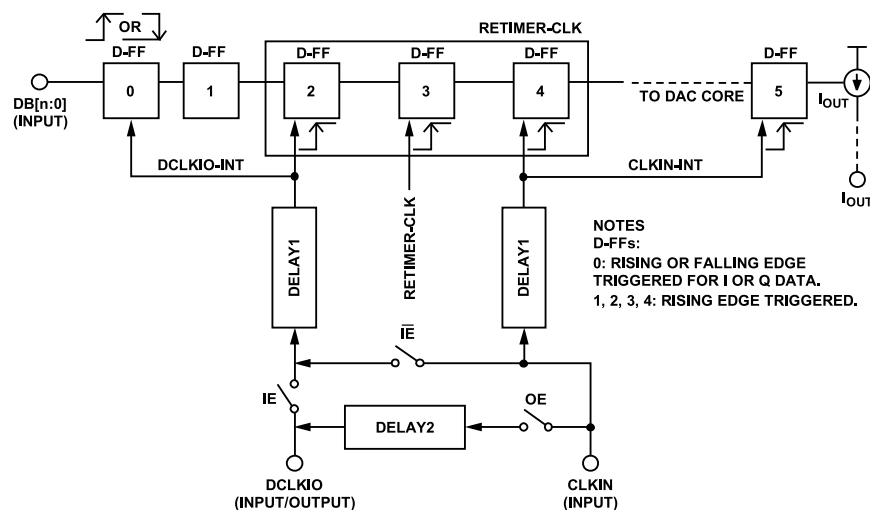 OR
RETIMER-CLK
D-FF
D-FF
D-FF
D-FF
D-FF
D-FF
0
1
2
3
4
5
DB[n:0]
(INPUT)
TO DAC CORE
IOUT
IOUT
DCLKIO-INT
CLKIN-INT
DELAY1
RETIMER-CLK
DELAY1
NOTES
D-FFs:
0: RISING OR FALLING EDGE
TRIGGERED FOR I OR Q DATA.
1, 2, 3, 4: RISING EDGE TRIGGERED.
IE
IE
OE
DELAY2
DCLKIO
(INPUT/OUTPUT)
CLKIN
(INPUT)